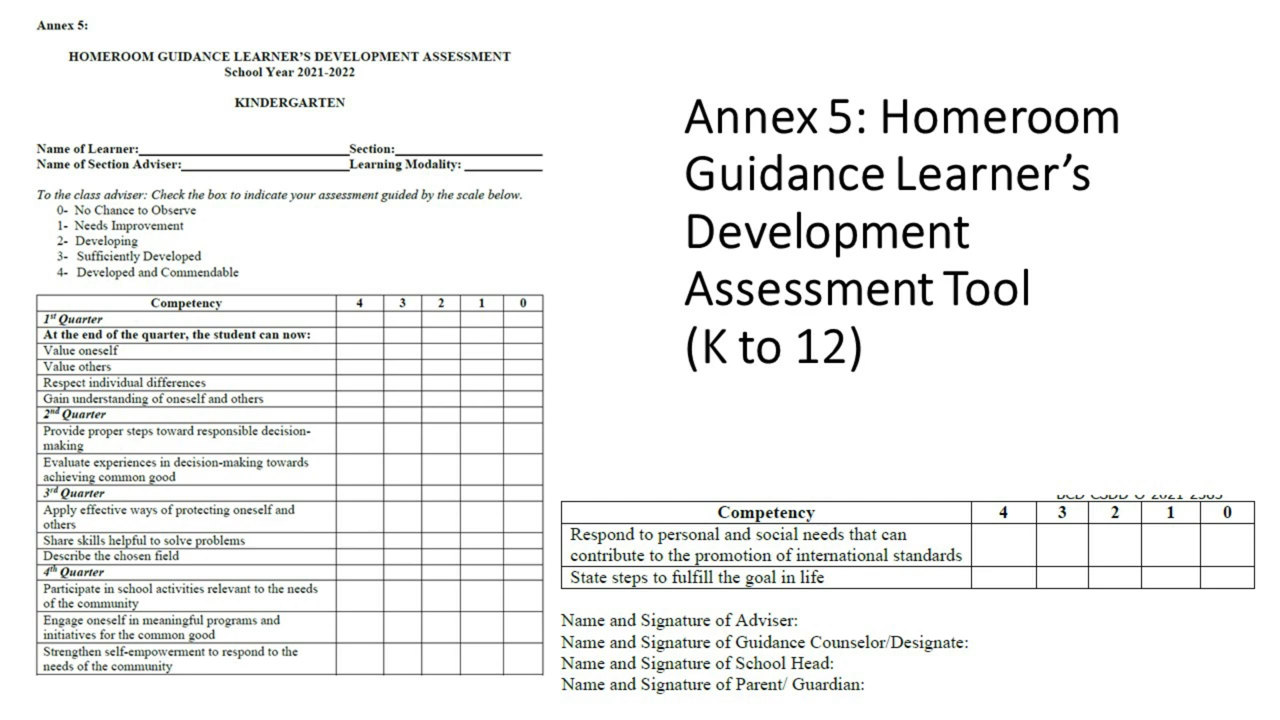 Annex 5:
HOMEROOM GUIDANCE LEARNER'S DEVELOPMENT ASSESSMENT
School Year 2021-2022
KINDERGARTEN
Name of Learner:____ Section:____
Name of Section Adviser:____ Learning Modality: ____
To the class adviser: Check the box to indicate your assessment guided by the scale below.
0- No Chance to Observe
1- Needs Improvement
2- Developing
3- Sufficiently Developed
4- Developed and Commendable
Competency 4 3 2 1 0
1st Quarter
At the end of the quarter, the student can now:
Value oneself
Value others
Respect individual differences
Gain understanding of oneself and others
2nd Quarter
Provide proper steps toward responsible decision-
making
Evaluate experiences in decision-making towards
achieving common good
3rd Quarter
Apply effective ways of protecting oneself and
others
Share skills helpful to solve problems
Describe the chosen field
4th Quarter
Participate in school activities relevant to the needs
of the community
Engage oneself in meaningful programs and
initiatives for the common good
Strengthen self-empowerment to respond to the
needs of the community
Annex 5: Homeroom
Guidance Learner's
Development
Assessment Tool
(K to 12)
Competency 4 3 2 1 0
Respond to personal and social needs that can
contribute to the promotion of international standards
State steps to fulfill the goal in life
Name and Signature of Adviser:
Name and Signature of Guidance Counselor/Designate:
Name and Signature of School Head:
Name and Signature of Parent/ Guardian: